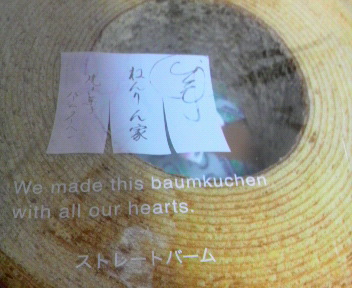 ねんりん家
We made this baumkuchen
with all our hearts.
ストレートバーム